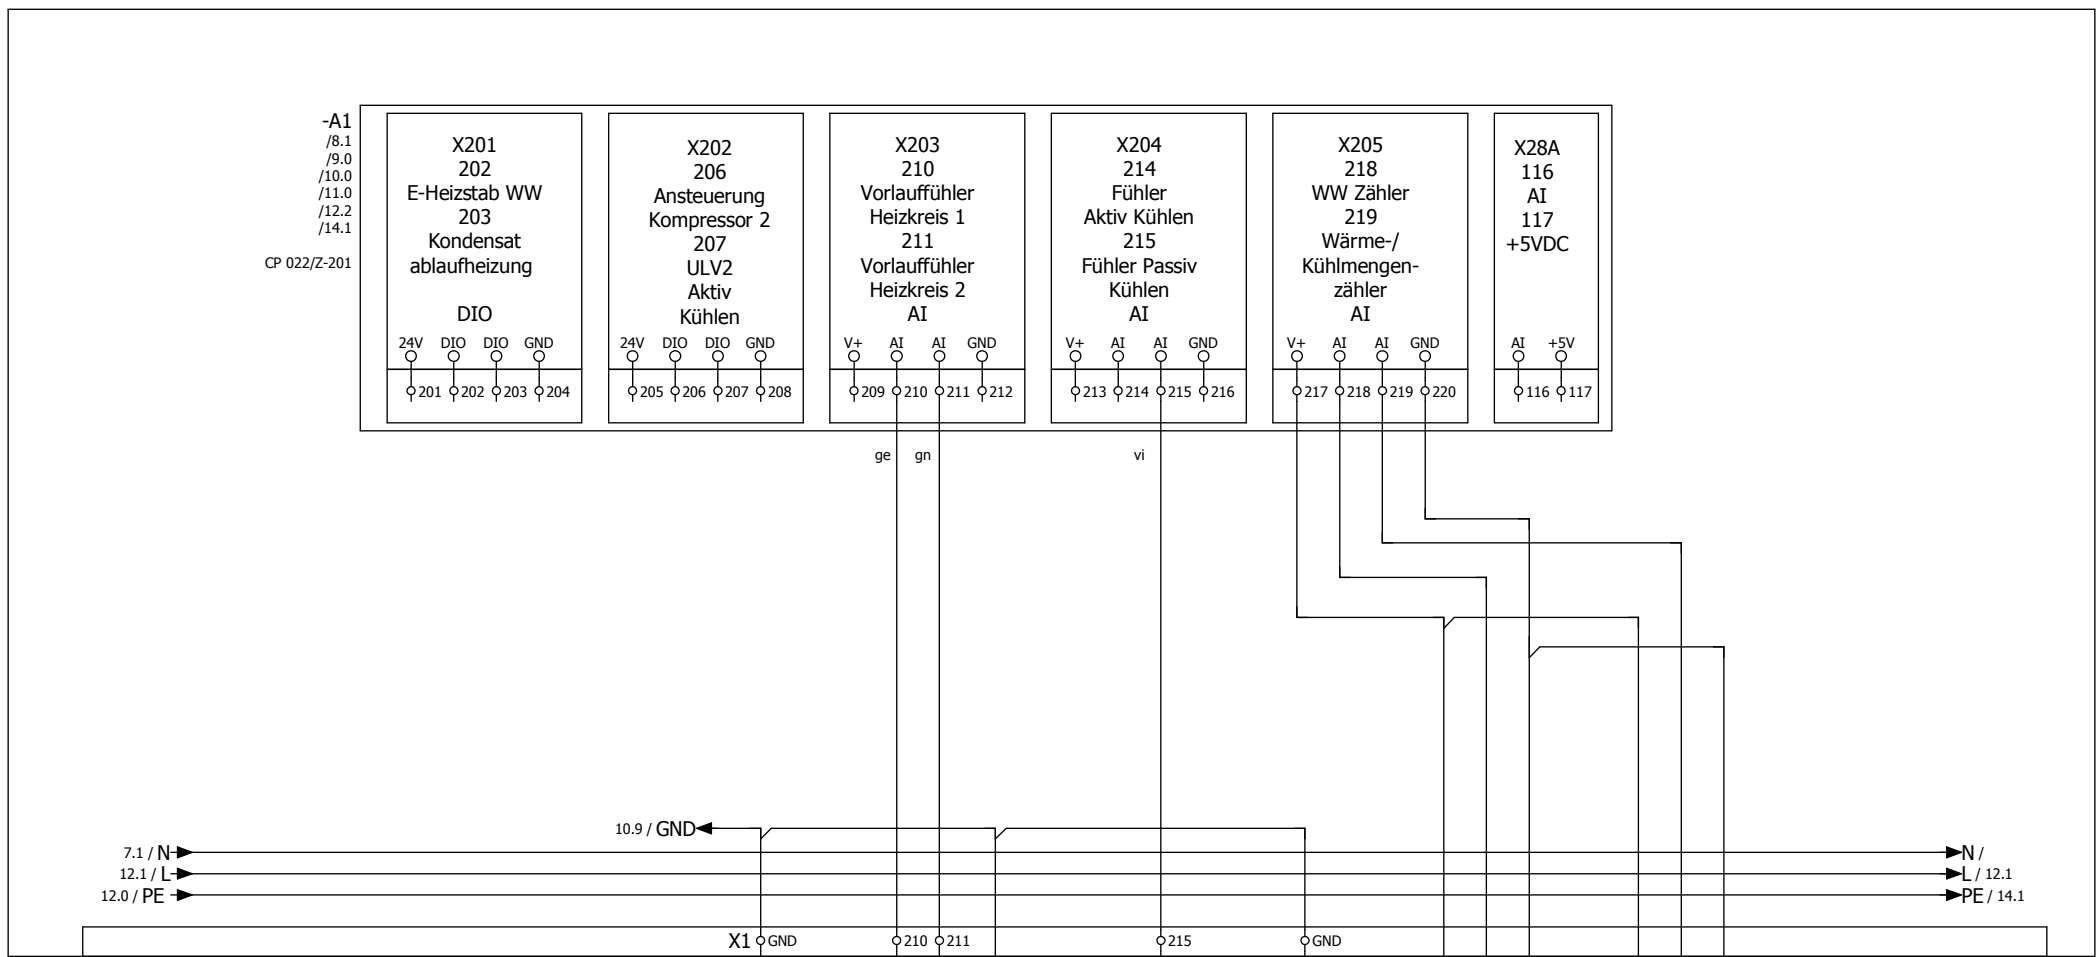 -A1
/8.1
/9.0
/10.0
/11.0
/12.2
/14.1
CP 022/Z-201
X201
202
E-Heizstab WW
203
Kondensat
ablaufheizung
DIO
24V DIO DIO GND
201 202 203 204
X202
206
Ansteuerung
Kompressor 2
207
ULV2
Aktiv
Kühlen
24V DIO DIO GND
205 206 207 208
X203
210
Vorlauffühler
Heizkreis 1
211
Vorlauffühler
Heizkreis 2
AI
V+ AI AI GND
209 210 211 212
X204
214
Fühler
Aktiv Kühlen
215
Fühler Passiv
Kühlen
AI
V+ AI AI GND
213 214 215 216
X205
218
WW Zähler
219
Wärme-/
Kühlmengen-
zähler
AI
V+ AI AI GND
217 218 219 220
X28A
116
AI
117
+5VDC
AI +5V
116 117
ge gn vi
10.9 / GND
7.1 / N N /
12.1 / L L / 12.1
12.0 / PE PE / 14.1
X1 GND 210 211 215 GND